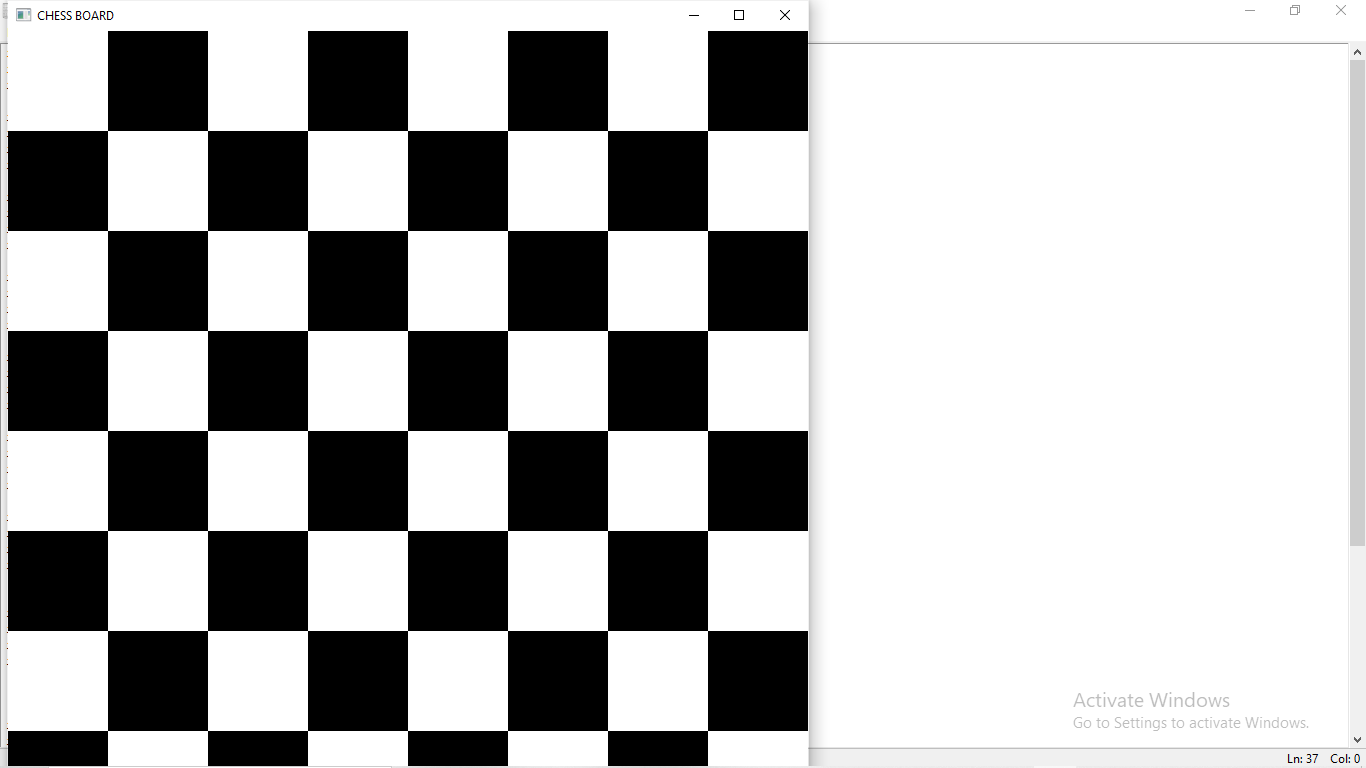 CHESS BOARD
Activate Windows
Go to Settings to activate Windows.
Ln: 37 Col: 0